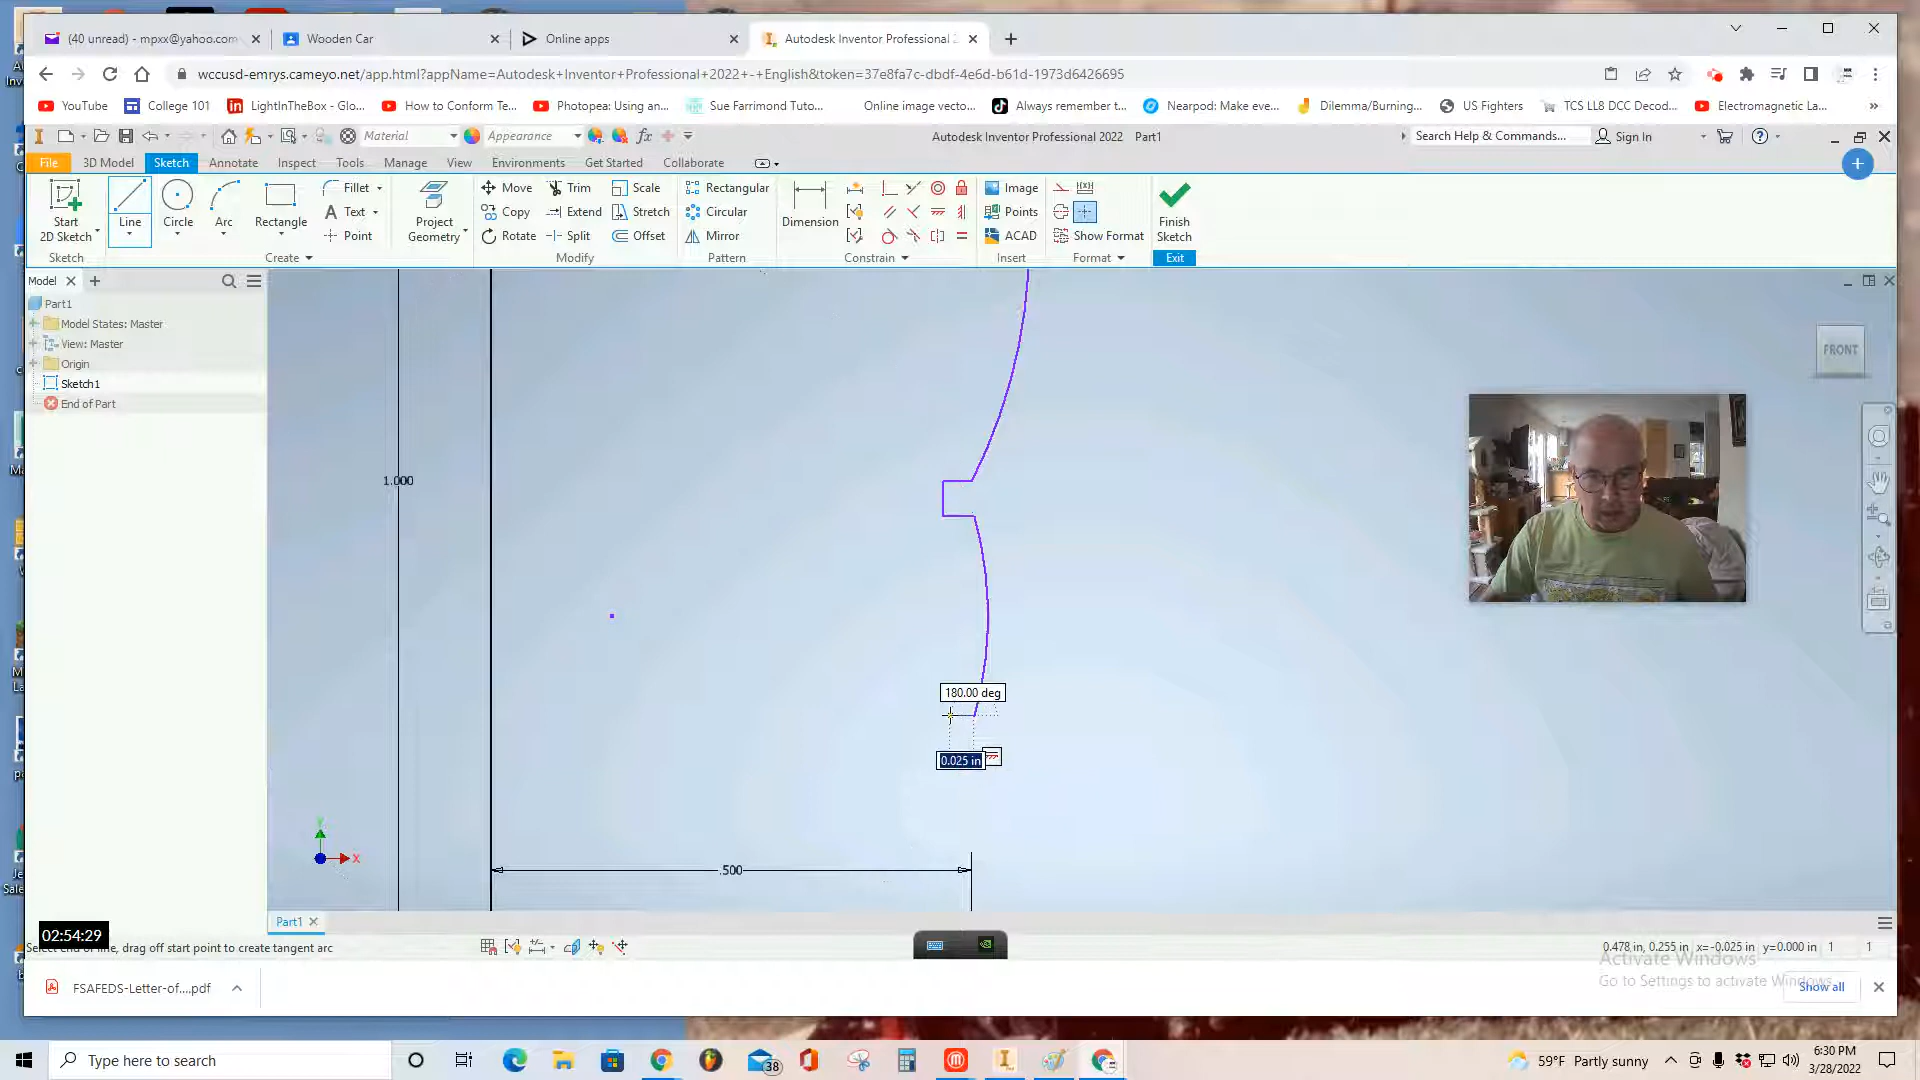 (40 unread) - mpxx@yahoo.com
Wooden Car
Online apps
Autodesk Inventor Professional 2
wccusd-emrys.cameyo.net/app.html?appName=Autodesk+Inventor+Professional+2022+-+English&token=37e8fa7c-dbdf-4e6d-b61d-1973d6426695
YouTube
College 101
LightInTheBox - Glo...
How to Conform Te...
Photopea: Using an...
Sue Farrimond Tuto...
Online image vecto...
Always remember t...
Nearpod: Make eve...
Dilemma/Burning...
US Fighters
TCS LL8 DCC Decod...
Electromagnetic La...
Material
Appearance
fx
Autodesk Inventor Professional 2022 Part1
Search Help & Commands...
Sign In
File 3D Model Sketch Annotate Inspect Tools Manage View Environments Get Started Collaborate
Start
2D Sketch
Line
Circle
Arc
Rectangle
Fillet
Text
Point
Project
Geometry
Move Trim Scale
Copy Extend Stretch
Rotate Split Offset
Rectangular
Circular
Mirror
Dimension
Image
Points
ACAD
Show Format
Finish
Sketch
Sketch Create Modify Pattern Constrain Insert Format Exit
Model
Part1
Model States: Master
View: Master
Origin
Sketch1
End of Part
1.000
FRONT
180.00 deg
0.025 in
.500
Y
X
Part1
02:54:29
Select end of line, drag off start point to create tangent arc
0.478 in, 0.255 in x=-0.025 in y=0.000 in 1 1
Activate Windows
Go to Settings to activate Windows.
FSAFEDS-Letter-of....pdf
Show all
Type here to search
38
59°F Partly sunny
6:30 PM
3/28/2022